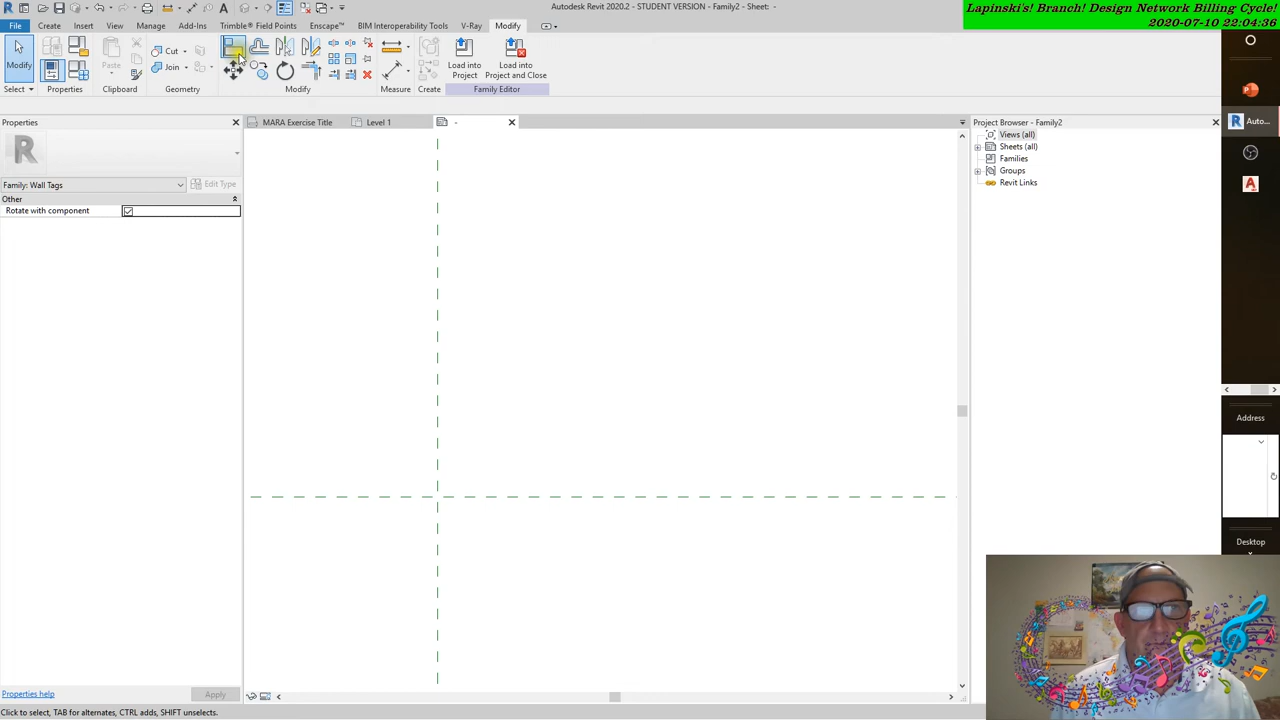 Autodesk Revit 2020.2 - STUDENT VERSION - Family2 - Sheet: -
Lapinski's! Branch! Design Network Billing Cycle!
2020-07-10 22:04:36
File Create Insert View Manage Add-Ins Trimble® Field Points Enscape™ BIM Interoperability Tools V-Ray Modify
Modify
Paste
Cut
Join
Load into
Project
Load into
Project and Close
Select Properties Clipboard Geometry Modify Measure Create Family Editor
Properties
MARA Exercise Title
Level 1
-
Project Browser - Family2
Family: Wall Tags
Edit Type
Other
Rotate with component
Views (all)
Sheets (all)
Families
Groups
Revit Links
Auto...
Address
Desktop
Properties help
Apply
Click to select, TAB for alternates, CTRL adds, SHIFT unselects.